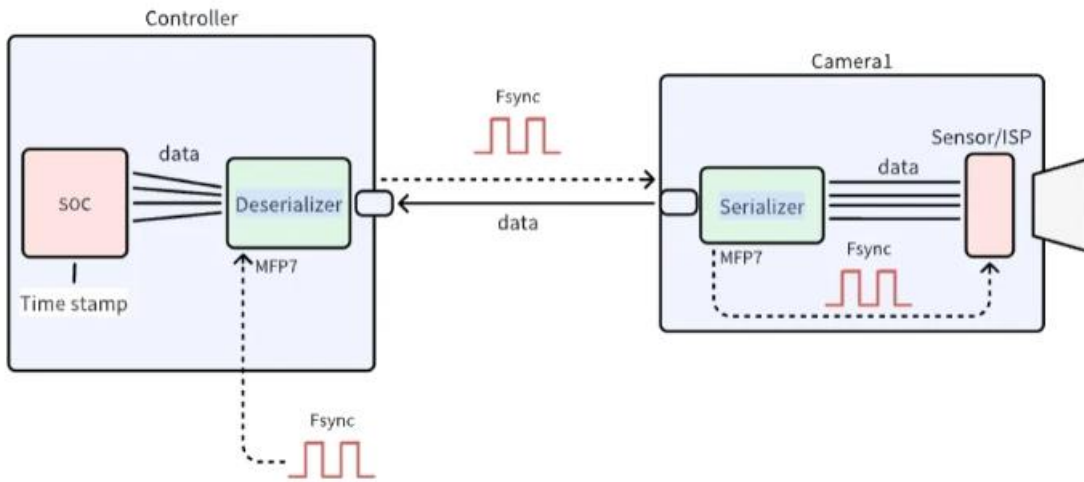 Controller
Camera1
Fsync
Sensor/ISP
data
data
soc
Deserializer
Serializer
data
MFP7
MFP7
Fsync
Time stamp
Fsync